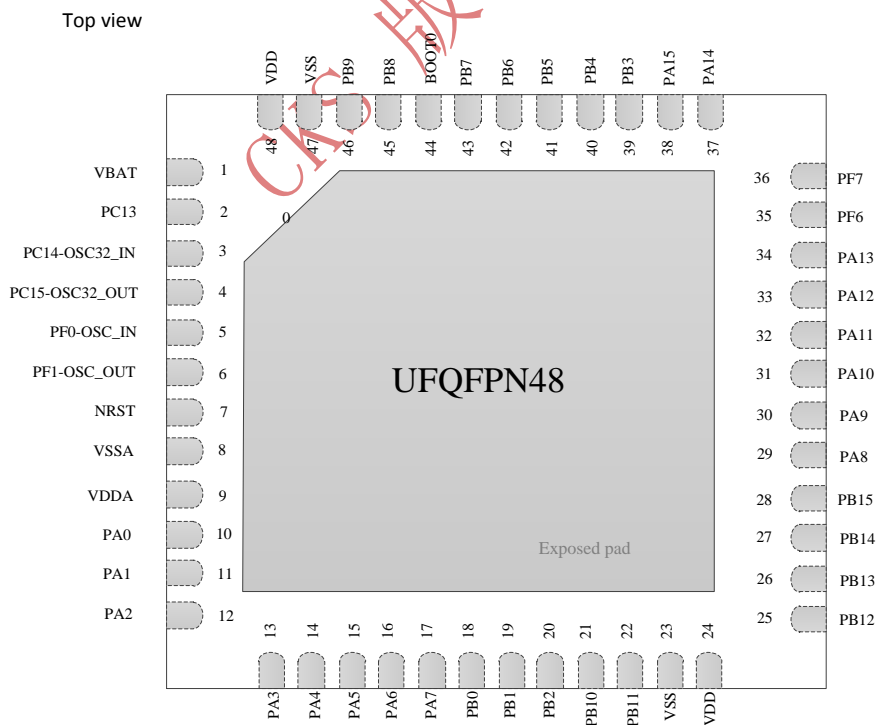 Top view
CKS 版
VDD
VSS
PB9
PB8
BOOT0
PB7
PB6
PB5
PB4
PB3
PA15
PA14
48
47
46
45
44
43
42
41
40
39
38
37
VBAT 1
PC13 2
PC14-OSC32_IN 3
PC15-OSC32_OUT 4
PF0-OSC_IN 5
PF1-OSC_OUT 6
NRST 7
VSSA 8
VDDA 9
PA0 10
PA1 11
PA2 12
0
UFQFPN48
Exposed pad
36 PF7
35 PF6
34 PA13
33 PA12
32 PA11
31 PA10
30 PA9
29 PA8
28 PB15
27 PB14
26 PB13
25 PB12
13
14
15
16
17
18
19
20
21
22
23
24
PA3
PA4
PA5
PA6
PA7
PB0
PB1
PB2
PB10
PB11
VSS
VDD